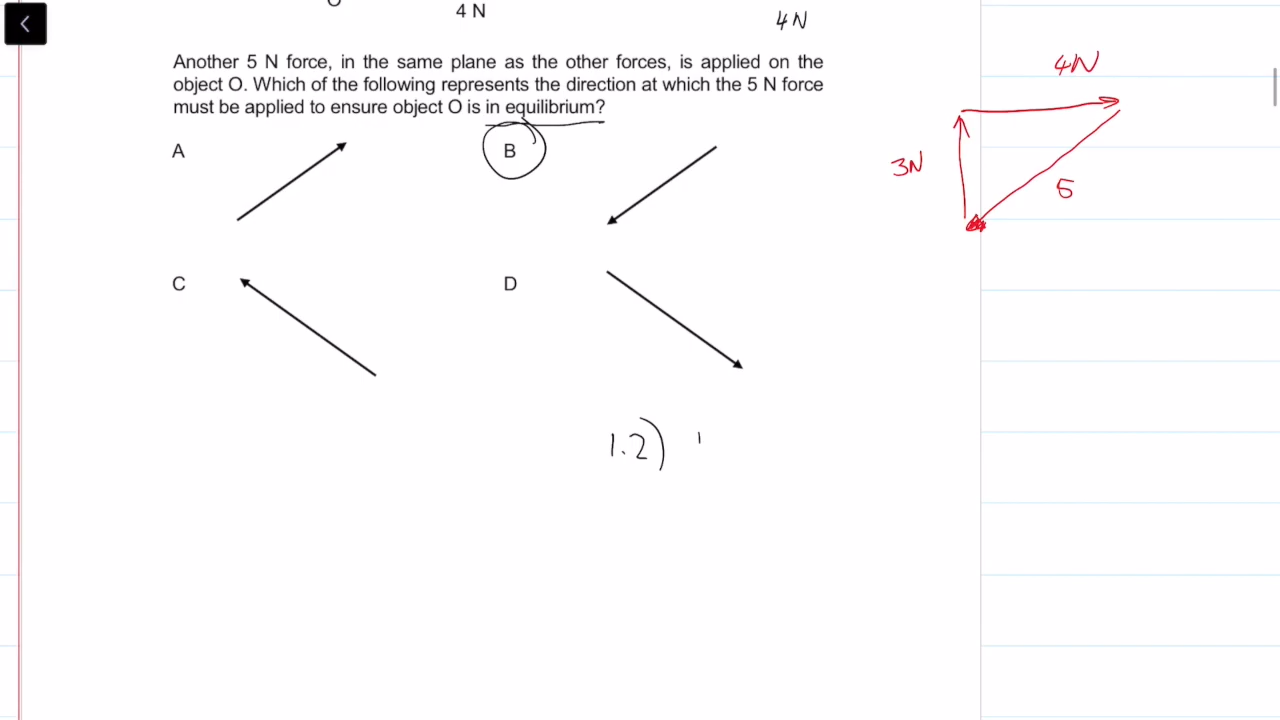 O
4 N
4N
Another 5 N force, in the same plane as the other forces, is applied on the
object O. Which of the following represents the direction at which the 5 N force
must be applied to ensure object O is in equilibrium?
A
B
C
D
4N
3N
5
1.2) 1